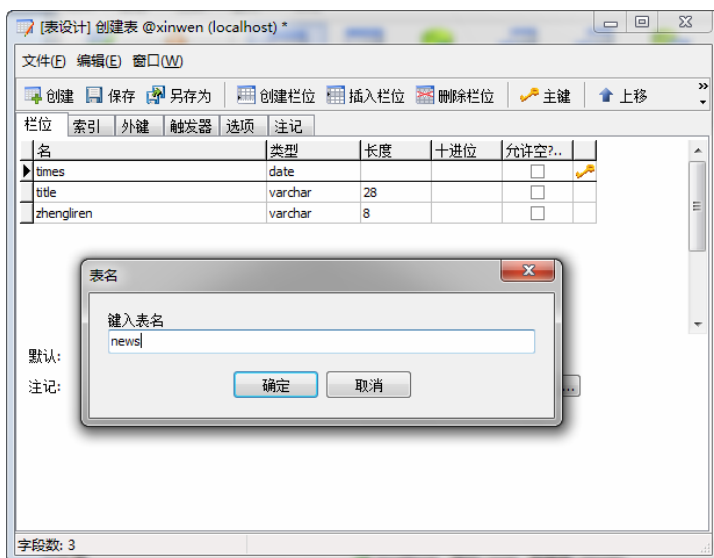 [表设计] 创建表 @xinwen (localhost) *
文件(F) 编辑(E) 窗口(W)
创建 保存 另存为 创建栏位 插入栏位 删除栏位 主键 上移 »
栏位 索引 外键 触发器 选项 注记
名 类型 长度 十进位 允许空?..
times date
title varchar 28
zhengliren varchar 8
表名
键入表名
news
默认:
注记:
确定 取消
...
字段数: 3